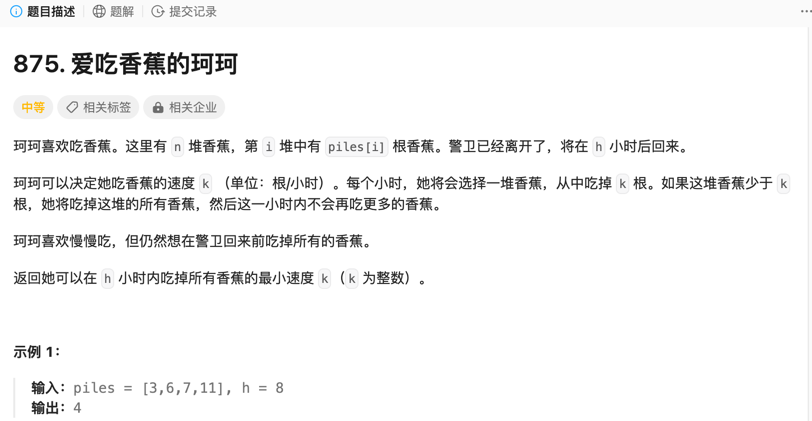 题目描述 题解 提交记录
875. 爱吃香蕉的珂珂
中等 相关标签 相关企业
珂珂喜欢吃香蕉。这里有 n 堆香蕉，第 i 堆中有 piles[i] 根香蕉。警卫已经离开了，将在 h 小时后回来。
珂珂可以决定她吃香蕉的速度 k （单位：根/小时）。每个小时，她将会选择一堆香蕉，从中吃掉 k 根。如果这堆香蕉少于 k
根，她将吃掉这堆的所有香蕉，然后这一小时内不会再吃更多的香蕉。
珂珂喜欢慢慢吃，但仍然想在警卫回来前吃掉所有的香蕉。
返回她可以在 h 小时内吃掉所有香蕉的最小速度 k（k 为整数）。
示例 1：
输入：piles = [3,6,7,11], h = 8
输出：4